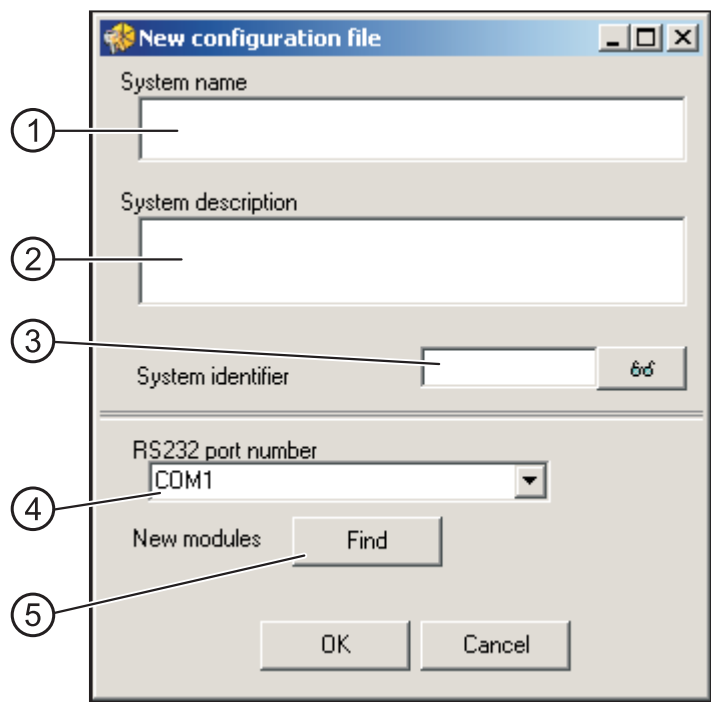 New configuration file
System name
1
System description
2
3
System identifier
RS232 port number
COM1
4
New modules Find
5
OK Cancel